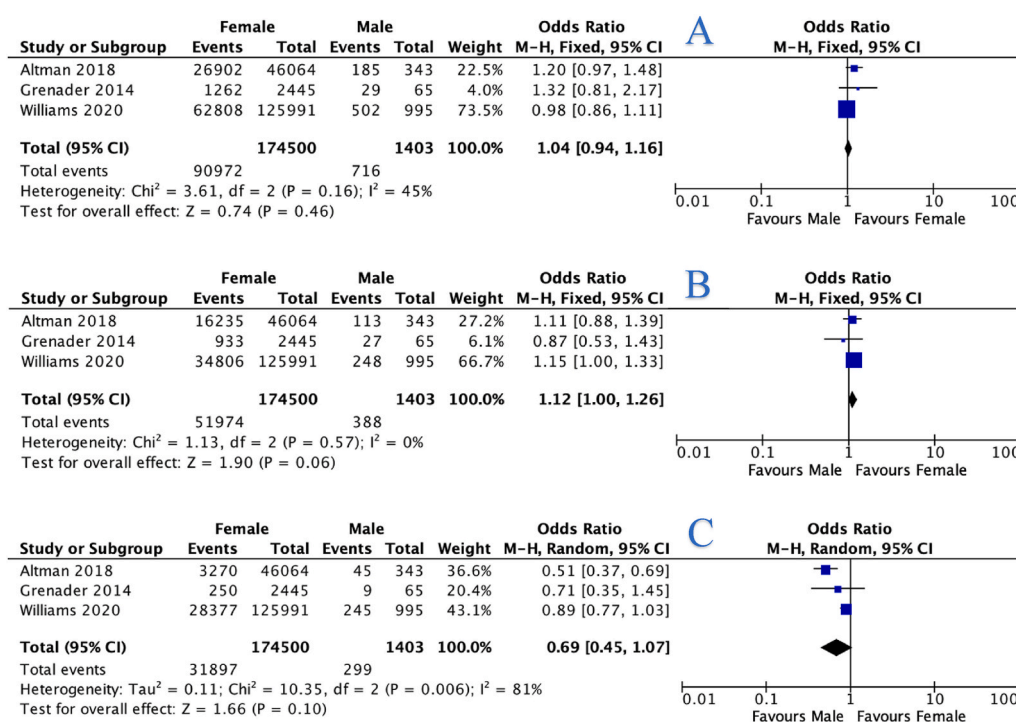 Female Male Odds Ratio A Odds Ratio
Study or Subgroup Events Total Events Total Weight M-H, Fixed, 95% CI M-H, Fixed, 95% CI
Altman 2018 26902 46064 185 343 22.5% 1.20 [0.97, 1.48]
Grenader 2014 1262 2445 29 65 4.0% 1.32 [0.81, 2.17]
Williams 2020 62808 125991 502 995 73.5% 0.98 [0.86, 1.11]
Total (95% CI) 174500 1403 100.0% 1.04 [0.94, 1.16]
Total events 90972 716
Heterogeneity: Chi² = 3.61, df = 2 (P = 0.16); I² = 45%
Test for overall effect: Z = 0.74 (P = 0.46)
0.01 0.1 1 10 100
Favours Male Favours Female
Female Male Odds Ratio B Odds Ratio
Study or Subgroup Events Total Events Total Weight M-H, Fixed, 95% CI M-H, Fixed, 95% CI
Altman 2018 16235 46064 113 343 27.2% 1.11 [0.88, 1.39]
Grenader 2014 933 2445 27 65 6.1% 0.87 [0.53, 1.43]
Williams 2020 34806 125991 248 995 66.7% 1.15 [1.00, 1.33]
Total (95% CI) 174500 1403 100.0% 1.12 [1.00, 1.26]
Total events 51974 388
Heterogeneity: Chi² = 1.13, df = 2 (P = 0.57); I² = 0%
Test for overall effect: Z = 1.90 (P = 0.06)
0.01 0.1 1 10 100
Favours Male Favours Female
Female Male Odds Ratio C Odds Ratio
Study or Subgroup Events Total Events Total Weight M-H, Random, 95% CI M-H, Random, 95% CI
Altman 2018 3270 46064 45 343 36.6% 0.51 [0.37, 0.69]
Grenader 2014 250 2445 9 65 20.4% 0.71 [0.35, 1.45]
Williams 2020 28377 125991 245 995 43.1% 0.89 [0.77, 1.03]
Total (95% CI) 174500 1403 100.0% 0.69 [0.45, 1.07]
Total events 31897 299
Heterogeneity: Tau² = 0.11; Chi² = 10.35, df = 2 (P = 0.006); I² = 81%
Test for overall effect: Z = 1.66 (P = 0.10)
0.01 0.1 1 10 100
Favours Male Favours Female